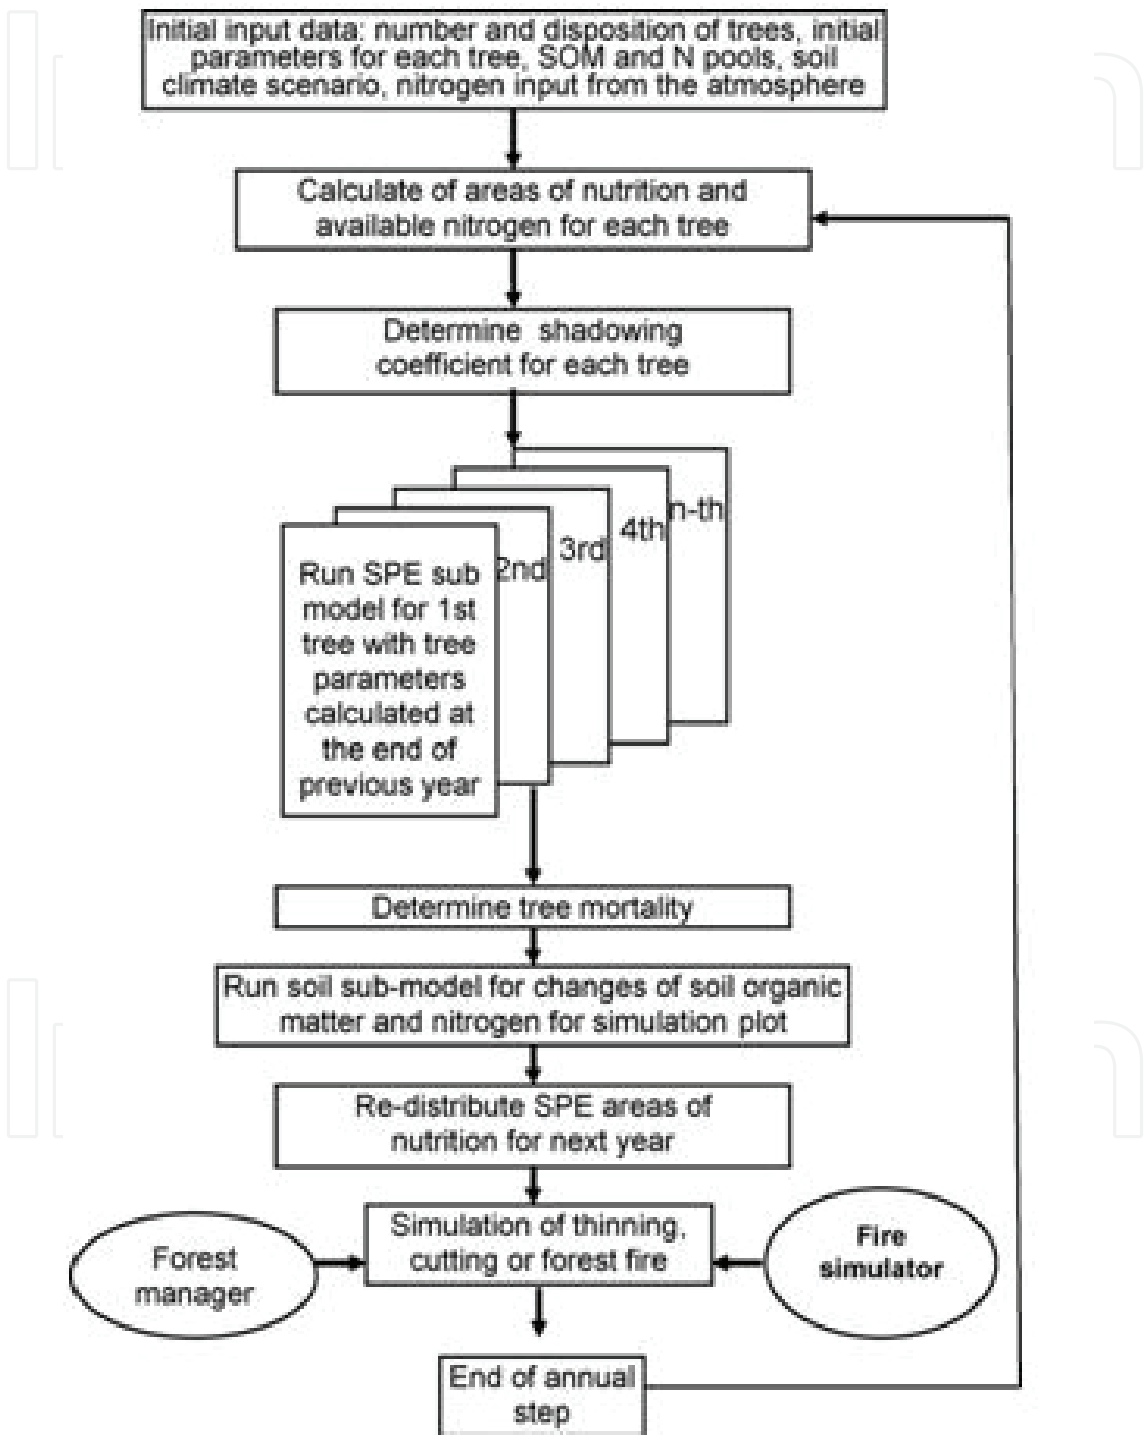 Initial input data: number and disposition of trees, initial
parameters for each tree, SOM and N pools, soil
climate scenario, nitrogen input from the atmosphere
Calculate of areas of nutrition and
available nitrogen for each tree
Determine shadowing
coefficient for each tree
Run SPE sub
model for 1st
tree with tree
parameters
calculated at
the end of
previous year
2nd
3rd
4th
n-th
Determine tree mortality
Run soil sub-model for changes of soil organic
matter and nitrogen for simulation plot
Re-distribute SPE areas of
nutrition for next year
Simulation of thinning,
cutting or forest fire
Forest
manager
Fire
simulator
End of annual
step